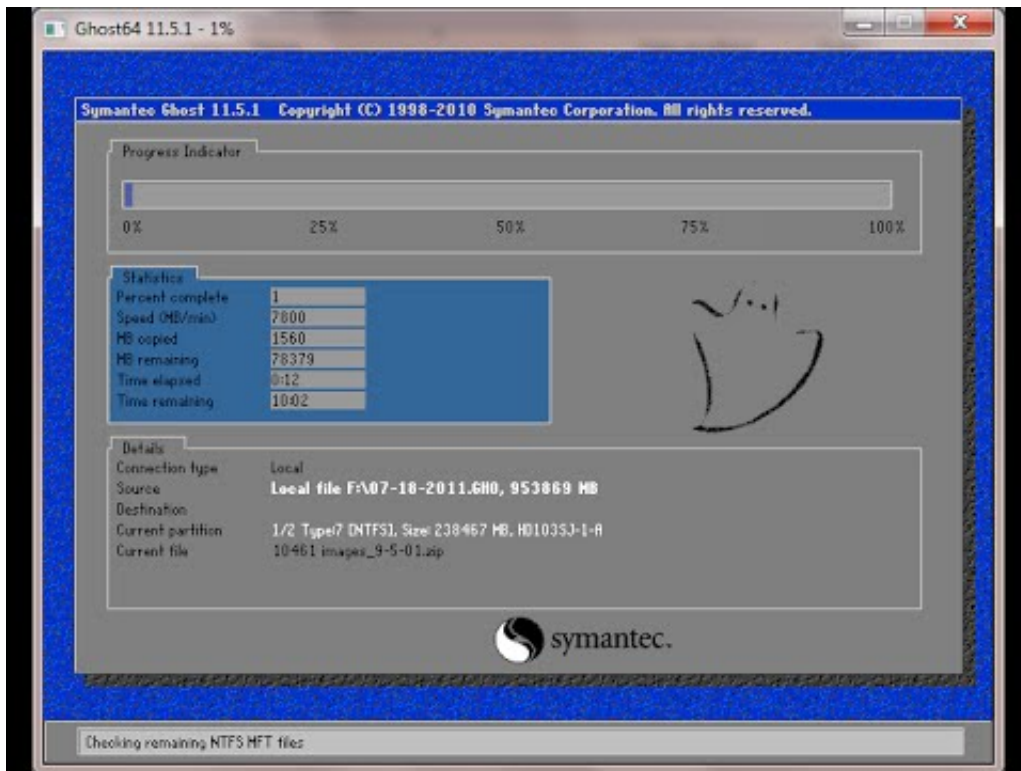 Ghost64 11.5.1 - 1%
Symantec Ghost 11.5.1 Copyright (C) 1998-2010 Symantec Corporation. All rights reserved.
Progress Indicator
0% 25% 50% 75% 100%
Statistics
Percent complete 1
Speed (MB/min) 7800
MB copied 1560
MB remaining 78379
Time elapsed 0:12
Time remaining 10:02
Details
Connection type Local
Source Local file F:\07-18-2011.GHO, 953869 MB
Destination
Current partition 1/2 Type:7 [NTFS], Size: 238467 MB, HD103SJ-1-A
Current file 10461 images_9-5-01.zip
symantec.
Checking remaining NTFS MFT files